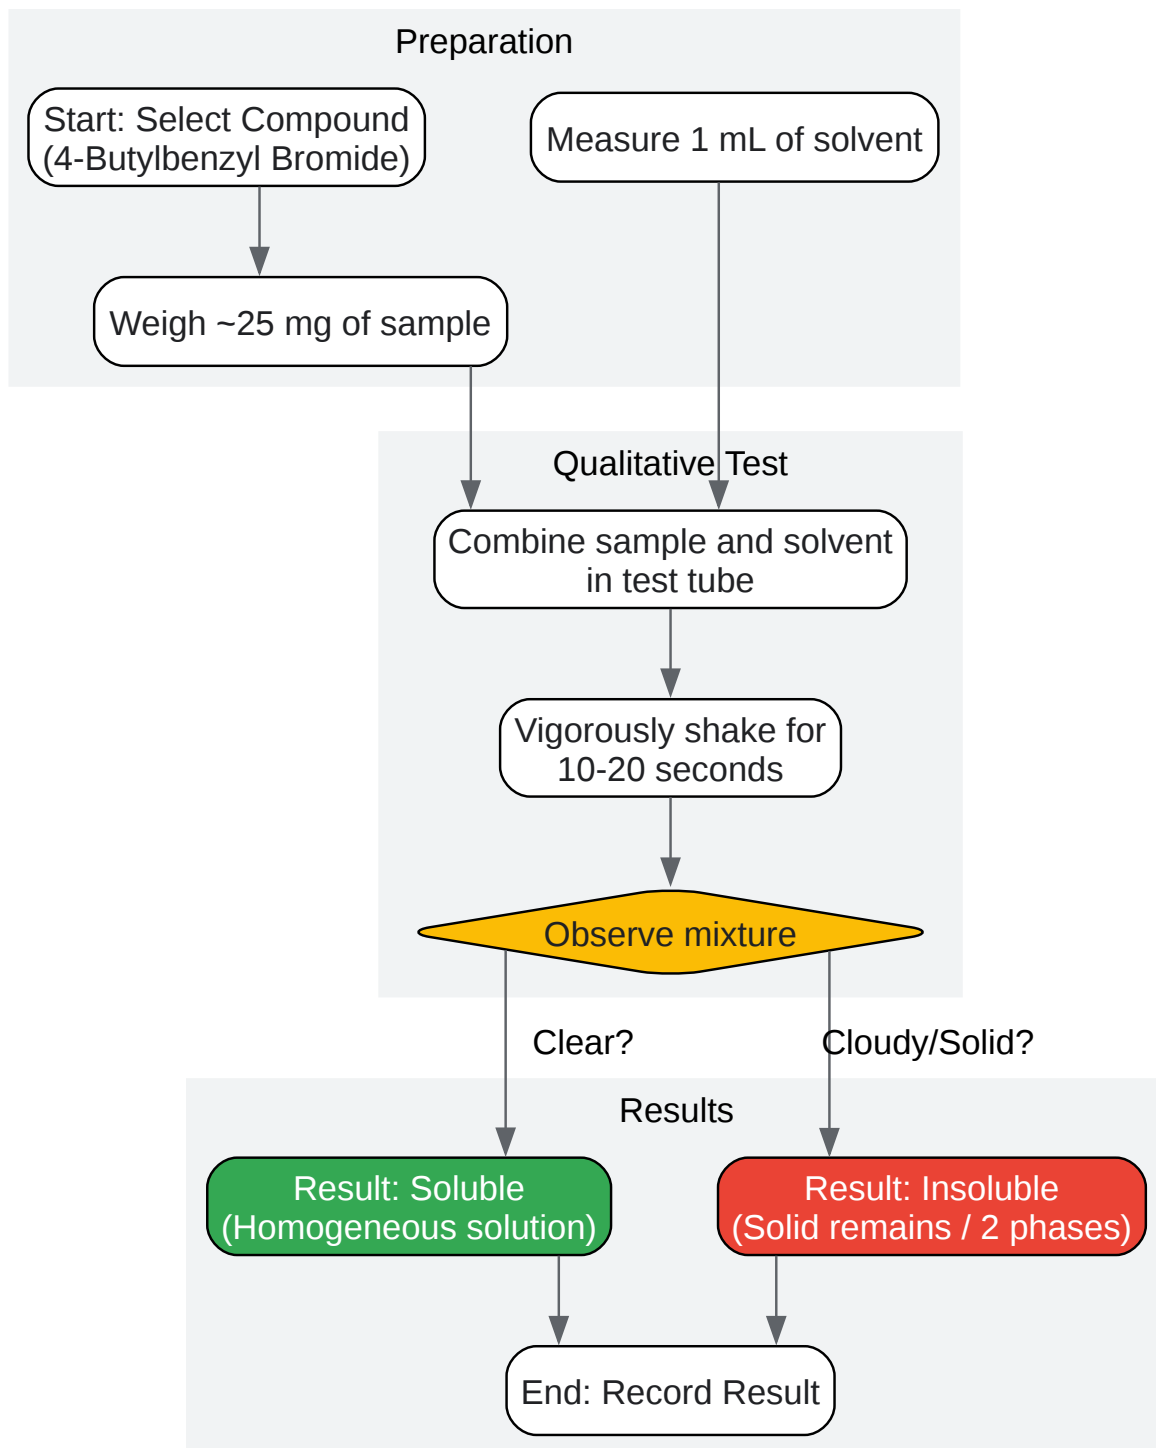 Preparation
Start: Select Compound
(4-Butylbenzyl Bromide)
Measure 1 mL of solvent
Weigh ~25 mg of sample
Qualitative Test
Combine sample and solvent
in test tube
Vigorously shake for
10-20 seconds
Observe mixture
Clear?
Cloudy/Solid?
Results
Result: Soluble
(Homogeneous solution)
Result: Insoluble
(Solid remains / 2 phases)
End: Record Result